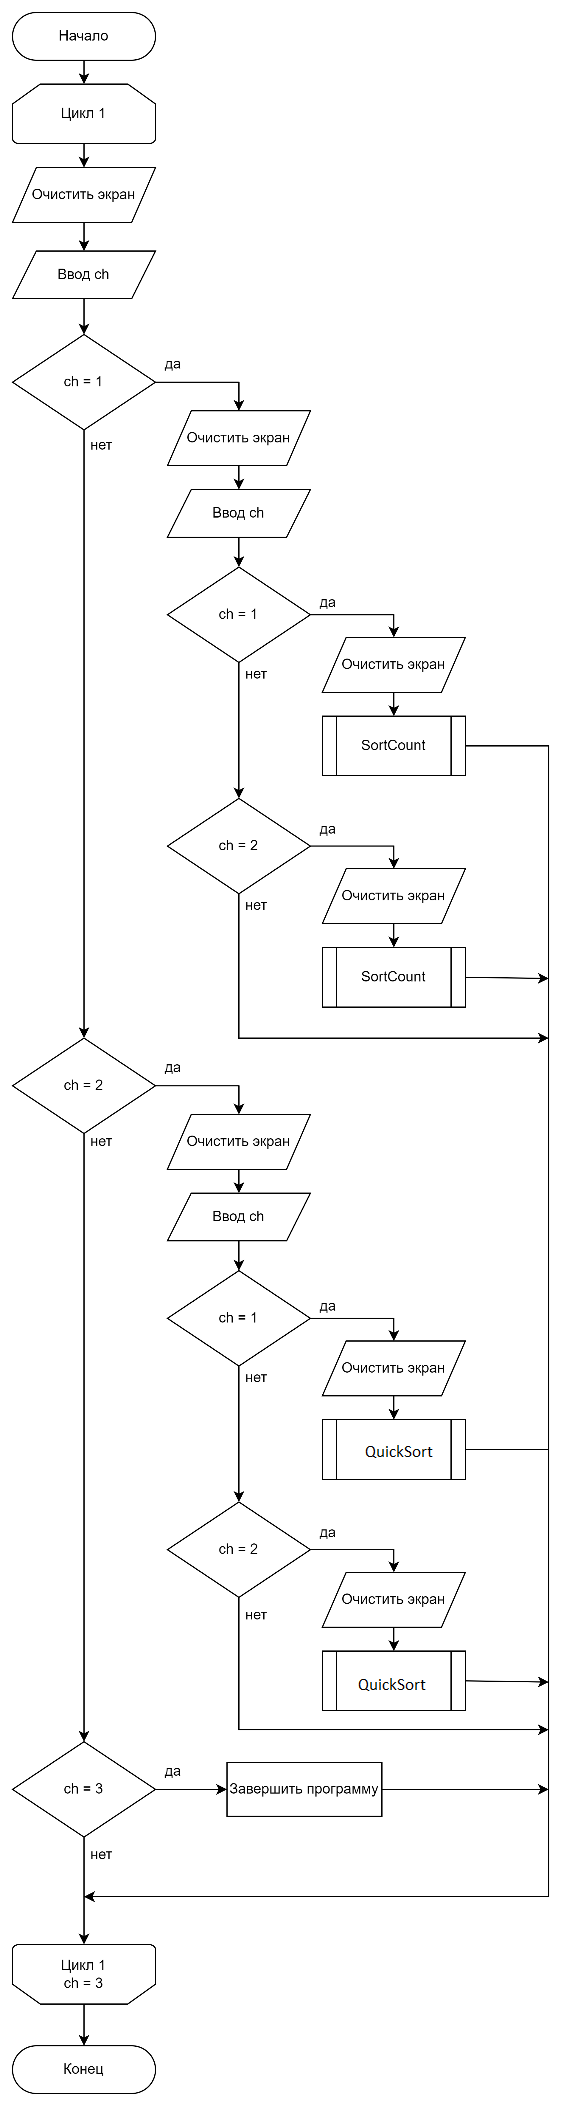 Начало
Цикл 1
Очистить экран
Ввод ch
ch = 1
да
нет
Очистить экран
Ввод ch
ch = 1
да
нет
Очистить экран
SortCount
ch = 2
да
нет
Очистить экран
SortCount
ch = 2
да
нет
Очистить экран
Ввод ch
ch = 1
да
нет
Очистить экран
QuickSort
ch = 2
да
нет
Очистить экран
QuickSort
ch = 3
да
нет
Завершить программу
Цикл 1
ch = 3
Конец